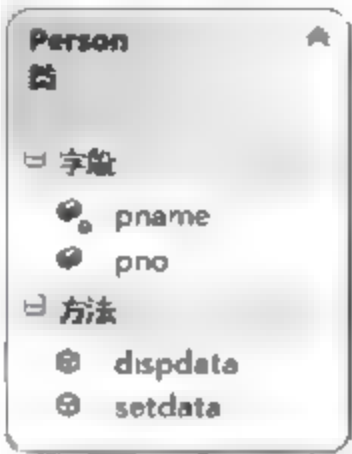 Person
类
字段
pname
pno
方法
dispdata
setdata